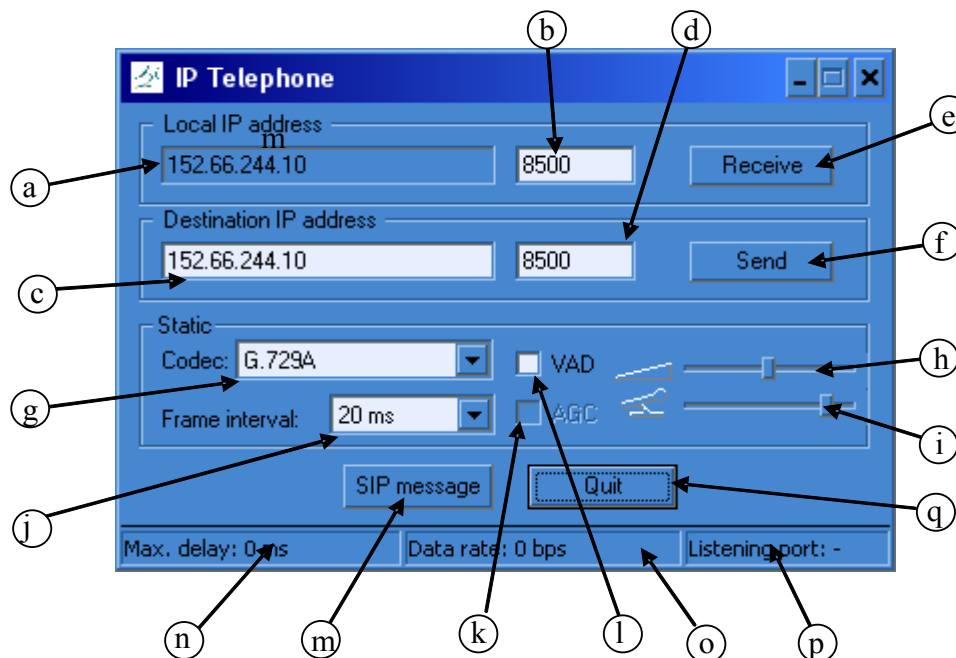 b d
IP Telephone
Local IP address
m
e
a 152.66.244.10 8500 Receive
Destination IP address
f
c 152.66.244.10 8500 Send
Static
Codec: G.729A VAD h
g
Frame interval: 20 ms AGC
i
SIP message Quit
q
j
Max. delay: 0 ms Data rate: 0 bps Listening port: -
n m k l o p